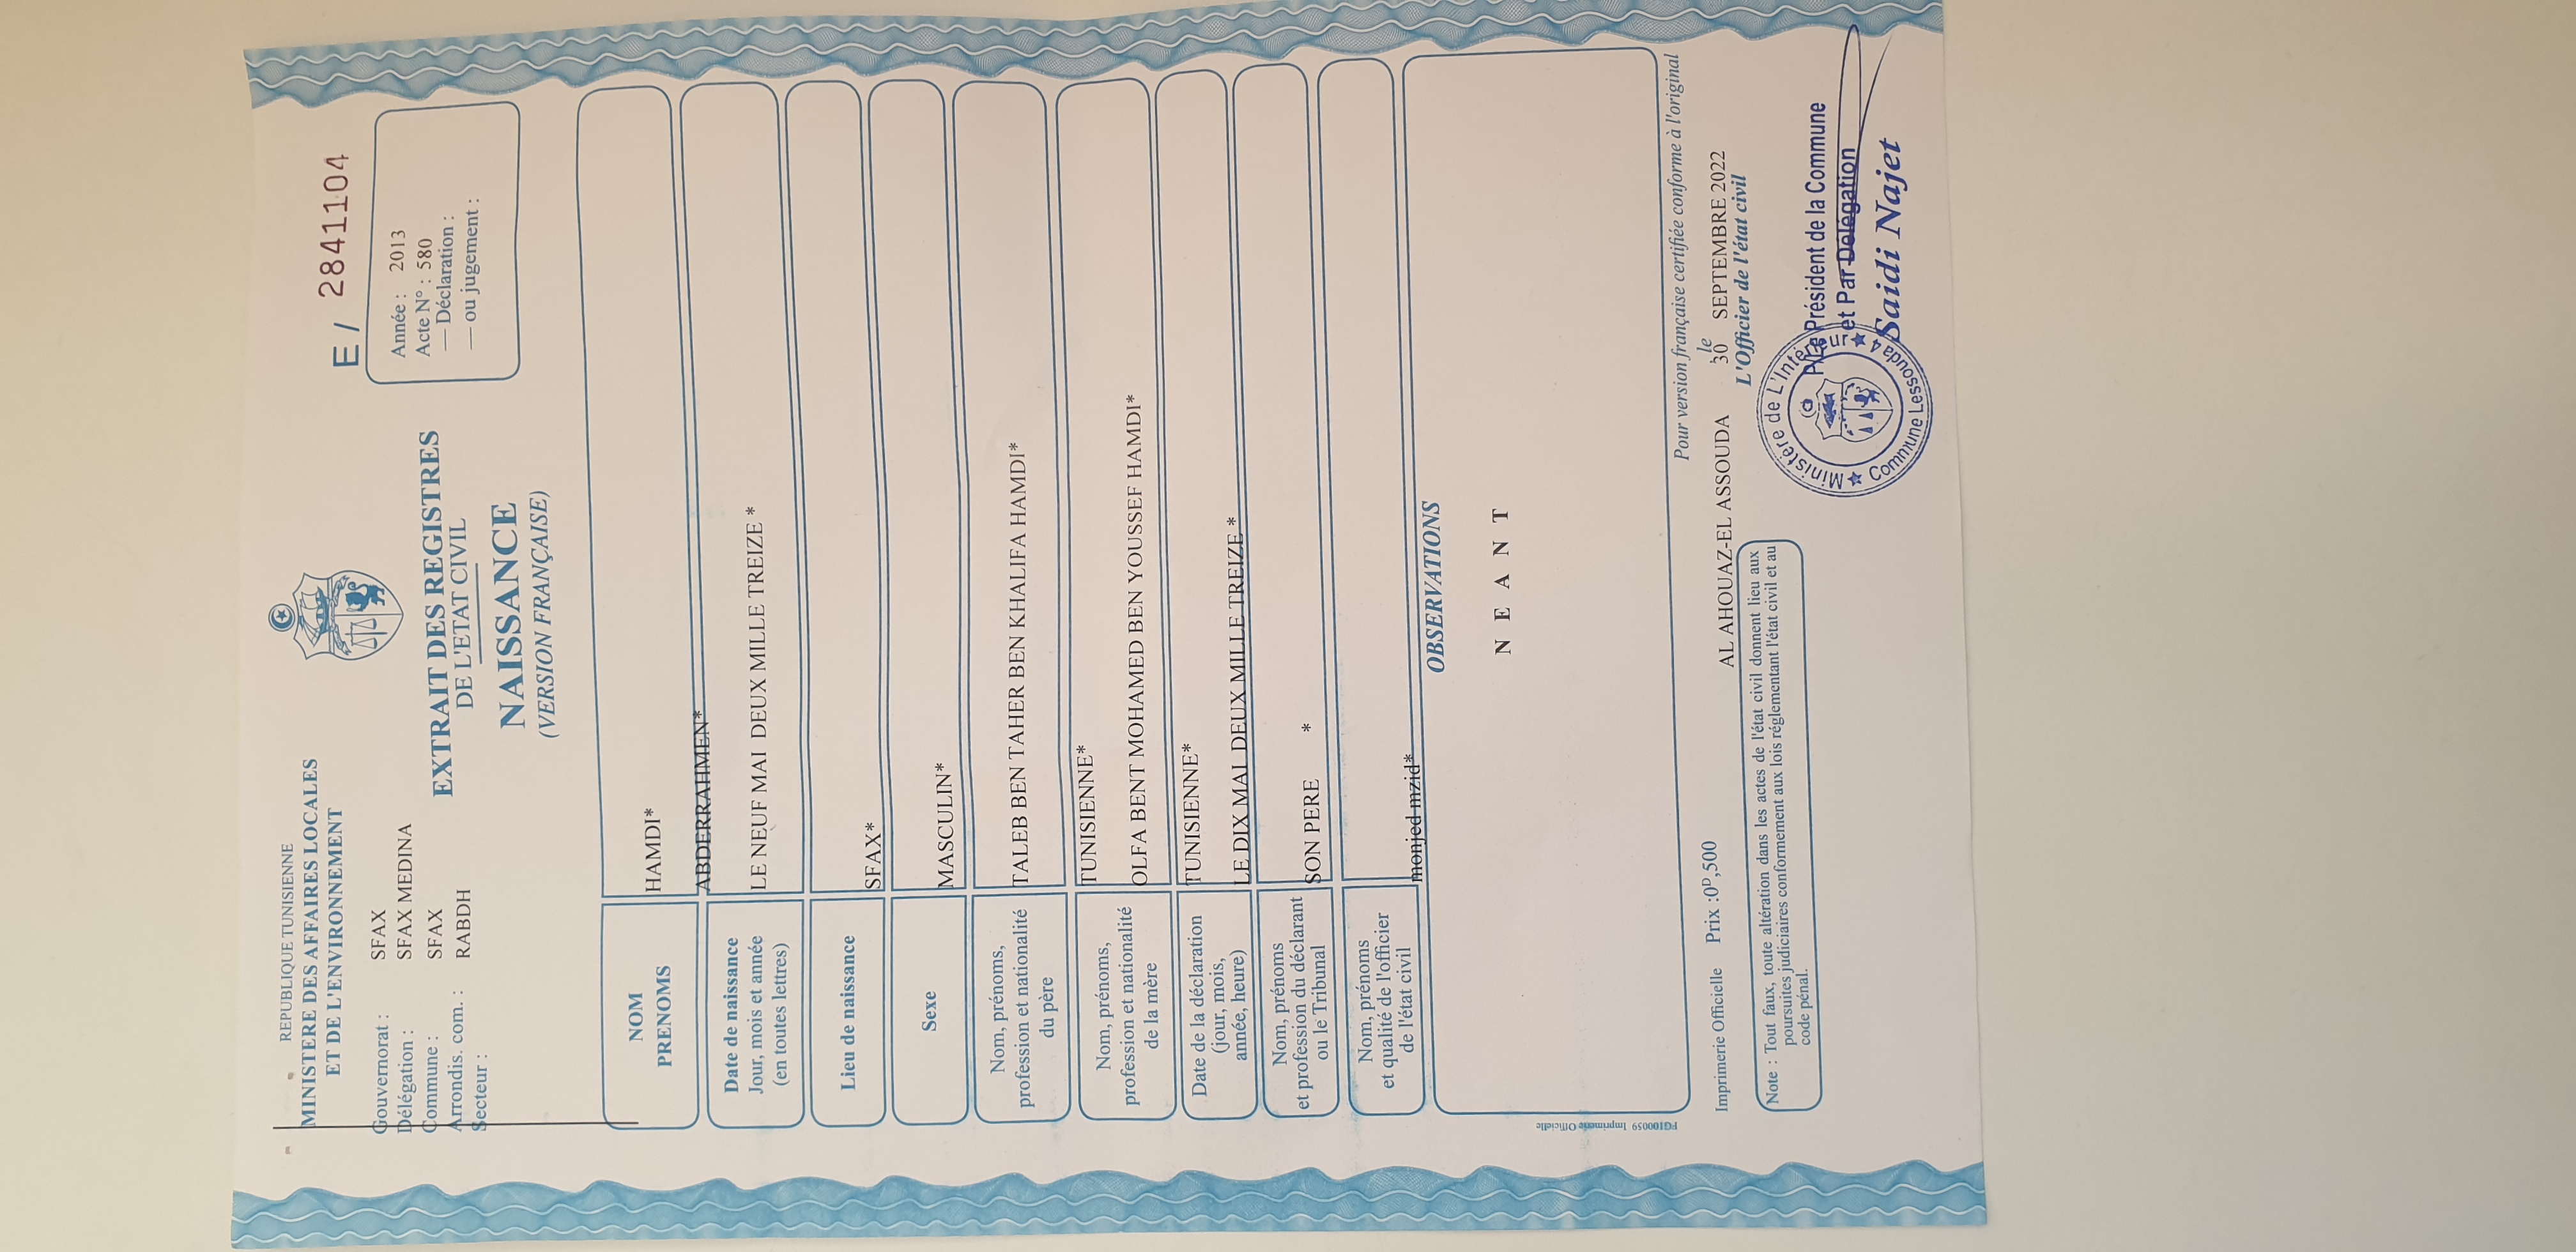 REPUBLIQUE TUNISIENNE
MINISTERE DES AFFAIRES LOCALES
ET DE L'ENVIRONNEMENT
E / 28411104
Gouvernorat : SFAX
Délégation : SFAX MEDINA
Commune : SFAX
Arrondis. com. : RABDH
Secteur :
Année : 2013
Acte N° : 580
— Déclaration :
— ou jugement :
EXTRAIT DES REGISTRES
DE L'ETAT CIVIL
NAISSANCE
(VERSION FRANÇAISE)
NOM
PRENOMS
HAMDI*
ABDERRAHMEN*
Date de naissance
Jour, mois et année
(en toutes lettres)
LE NEUF MAI DEUX MILLE TREIZE *
Lieu de naissance
SFAX*
Sexe
MASCULIN*
Nom, prénoms,
profession et nationalité
du père
TALEB BEN TAHER BEN KHALIFA HAMDI*
TUNISIENNE*
Nom, prénoms,
profession et nationalité
de la mère
OLFA BENT MOHAMED BEN YOUSSEF HAMDI*
TUNISIENNE*
Date de la déclaration
(jour, mois,
année, heure)
LE DIX MAI DEUX MILLE TREIZE *
Nom, prénoms
et profession du déclarant
ou le Tribunal
SON PERE *
Nom, prénoms
et qualité de l'officier
de l'état civil
monjed mzid*
OBSERVATIONS
N E A N T
Pour version française certifiée conforme à l'original
Imprimerie Officielle Prix :0D,500
AL AHOUAZ-EL ASSOUDA
le
30 SEPTEMBRE 2022
L'Officier de l'état civil
Note : Tout faux, toute altération dans les actes de l'état civil donnent lieu aux
poursuites judiciaires conformement aux lois réglementant l'état civil et au
code pénal.
Ministère de L'Intérieur
Commune Lessouda 4
P/Le Président de la Commune
et Par Délégation
Saidi Najet
FG100059 Imprimerie Officielle